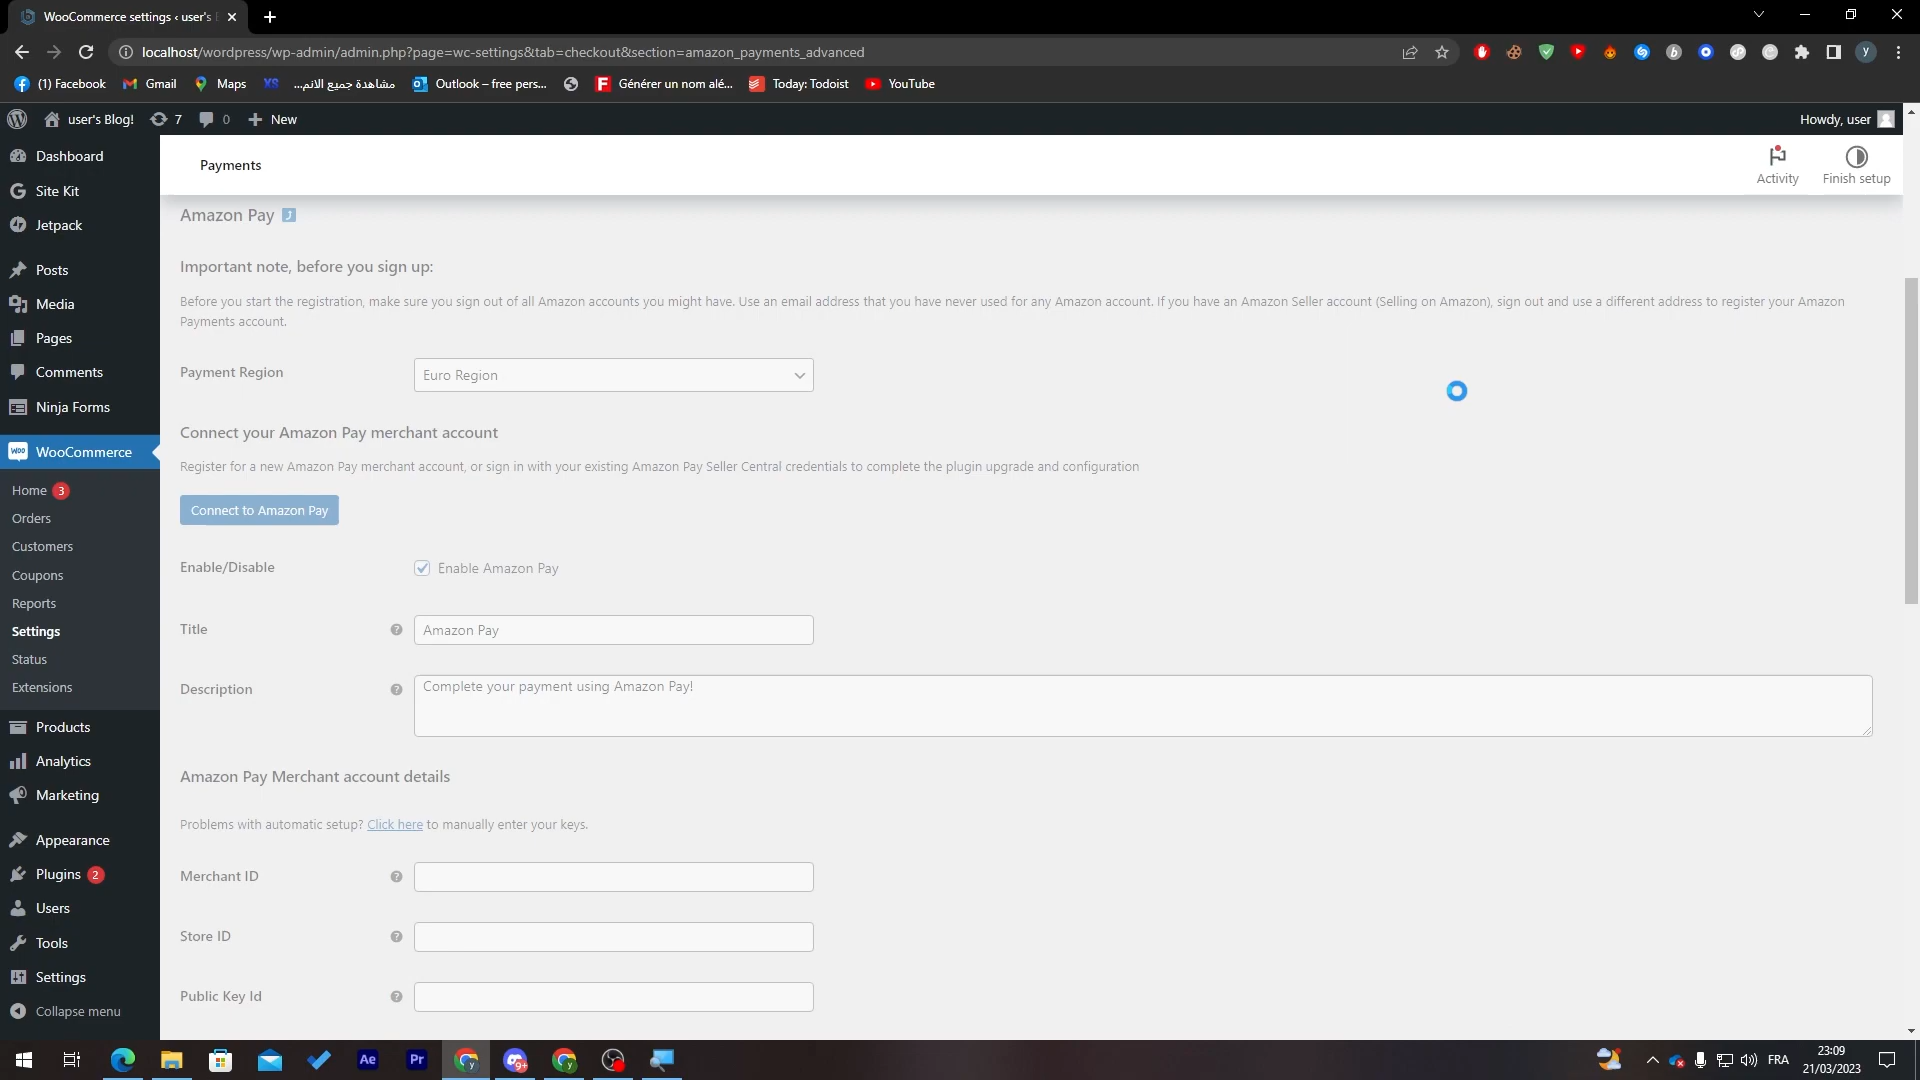 WooCommerce settings ‹ user's
localhost/wordpress/wp-admin/admin.php?page=wc-settings&tab=checkout&section=amazon_payments_advanced
y
(1) Facebook
Gmail
Maps
XS
مشاهدة جميع الانم...
Outlook – free pers...
Générer un nom alé...
Today: Todoist
YouTube
user's Blog!
7
0
New
Howdy, user
Dashboard
Site Kit
Jetpack
Posts
Media
Pages
Comments
Ninja Forms
WooCommerce
Home 3
Orders
Customers
Coupons
Reports
Settings
Status
Extensions
Products
Analytics
Marketing
Appearance
Plugins 2
Users
Tools
Settings
Collapse menu
Payments
Activity
Finish setup
Amazon Pay
Important note, before you sign up:
Before you start the registration, make sure you sign out of all Amazon accounts you might have. Use an email address that you have never used for any Amazon account. If you have an Amazon Seller account (Selling on Amazon), sign out and use a different address to register your Amazon
Payments account.
Payment Region
Euro Region
Connect your Amazon Pay merchant account
Register for a new Amazon Pay merchant account, or sign in with your existing Amazon Pay Seller Central credentials to complete the plugin upgrade and configuration
Connect to Amazon Pay
Enable/Disable
Enable Amazon Pay
Title
Amazon Pay
Description
Complete your payment using Amazon Pay!
Amazon Pay Merchant account details
Problems with automatic setup? Click here to manually enter your keys.
Merchant ID
Store ID
Public Key Id
Ae
Pr
9+
FRA
23:09
21/03/2023